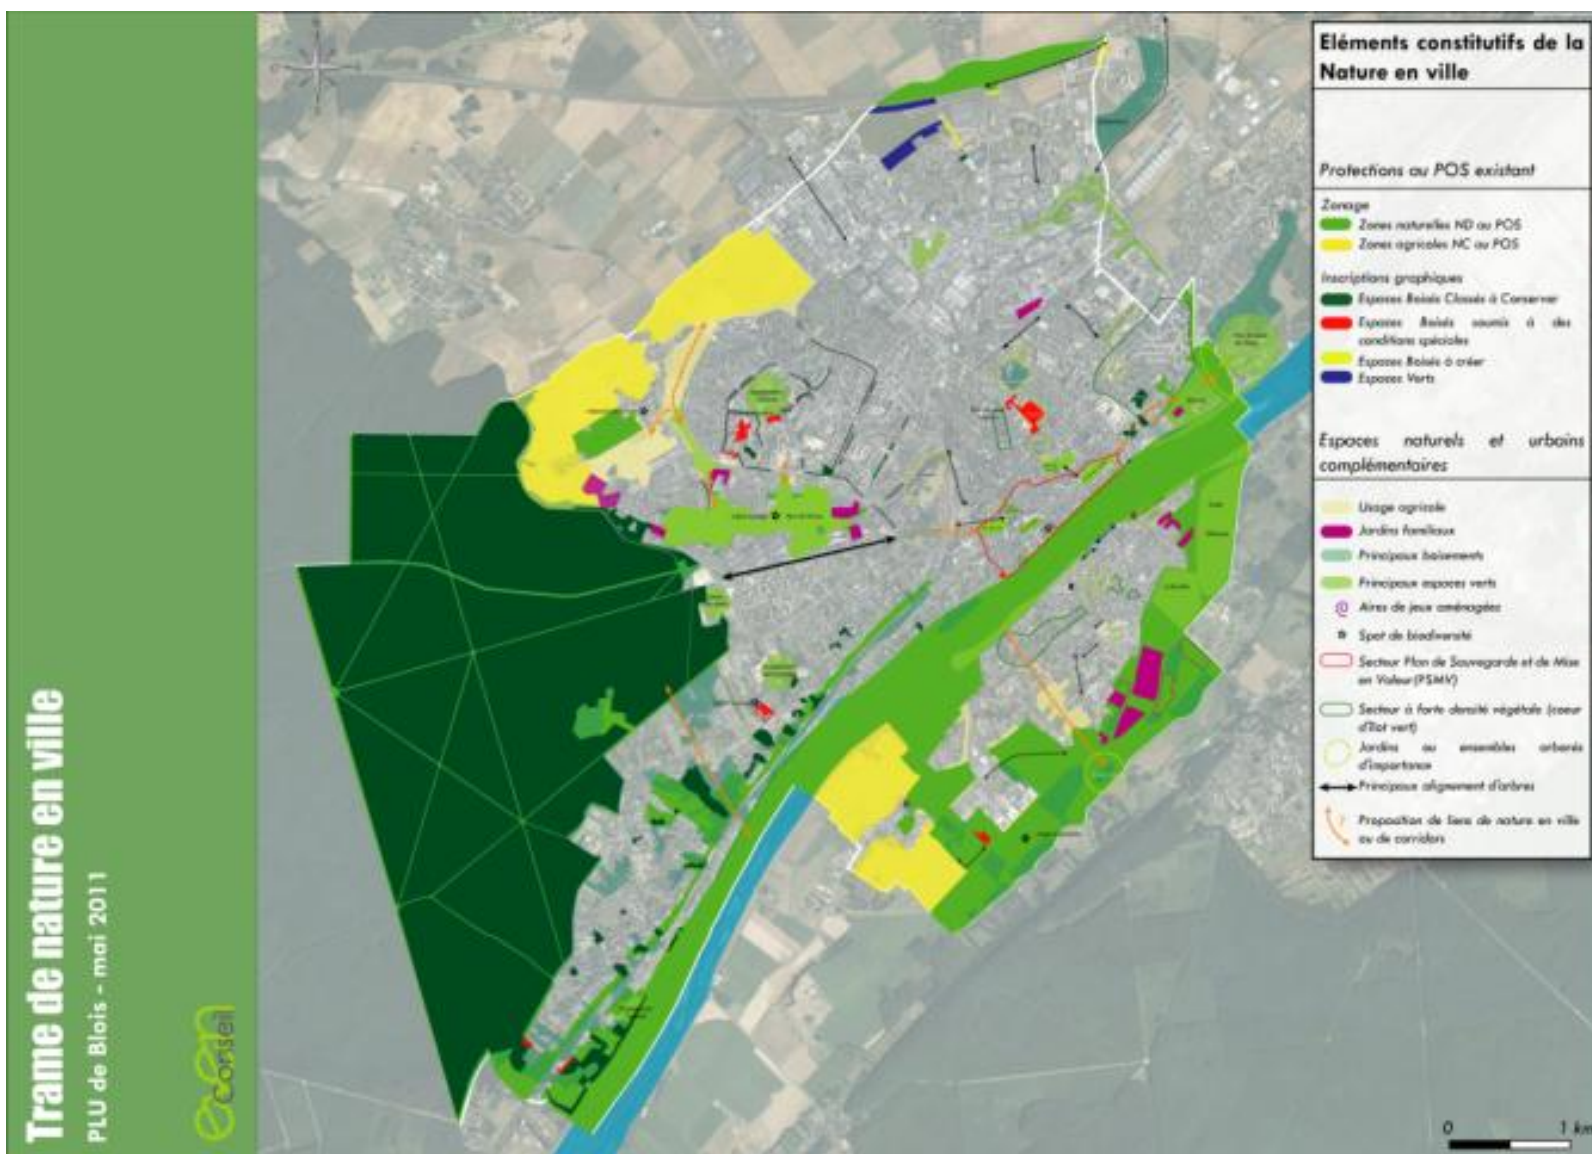 Trame de nature en ville
PLU de Blois - mai 2011
even
Conseil
Eléments constitutifs de la
Nature en ville
Protections au POS existant
Zonage
Zones naturelles ND au POS
Zones agricoles NC au POS
Inscriptions graphiques
Espaces Boisés Classés à Conserver
Espaces Boisés soumis à des
conditions spéciales
Espaces Boisés à créer
Espaces Verts
Espaces naturels et urbains
complémentaires
Usage agricole
Jardins familiaux
Principaux boisements
Principaux espaces verts
Aires de jeux aménagées
Spot de biodiversité
Secteur Plan de Sauvegarde et de Mise
en Valeur(PSMV)
Secteur à forte densité végétale (coeur
d'îlot vert)
Jardins ou ensembles arborés
d'importance
Principaux alignement d'arbres
Proposition de liens de nature en ville
ou de corridors
0 1 km